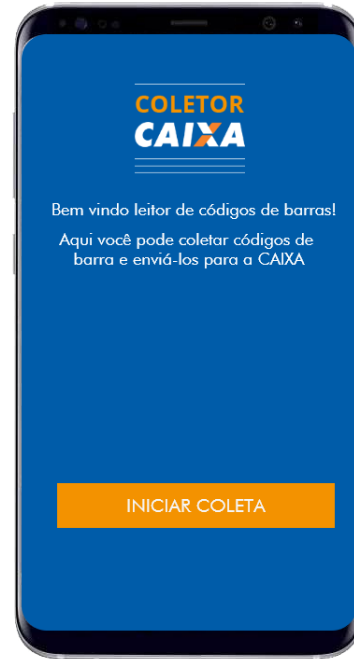 COLETOR
CAIXA
Bem vindo leitor de códigos de barras!
Aqui você pode coletar códigos de
barra e enviá-los para a CAIXA
INICIAR COLETA